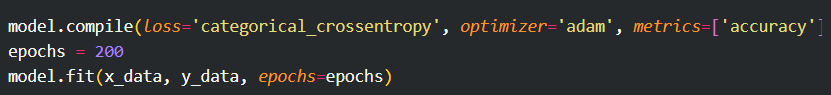 model.compile(loss='categorical_crossentropy', optimizer='adam', metrics=['accuracy']
epochs = 200
model.fit(x_data, y_data, epochs=epochs)